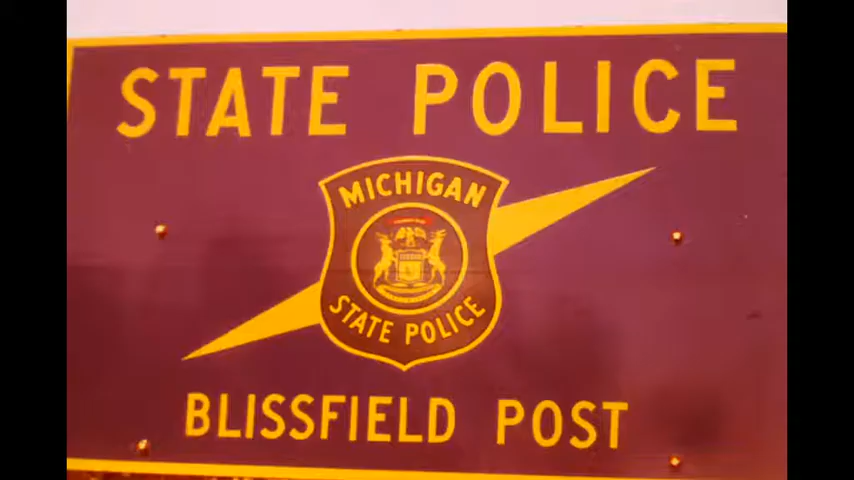 STATE POLICE
MICHIGAN
STATE POLICE
BLISSFIELD POST